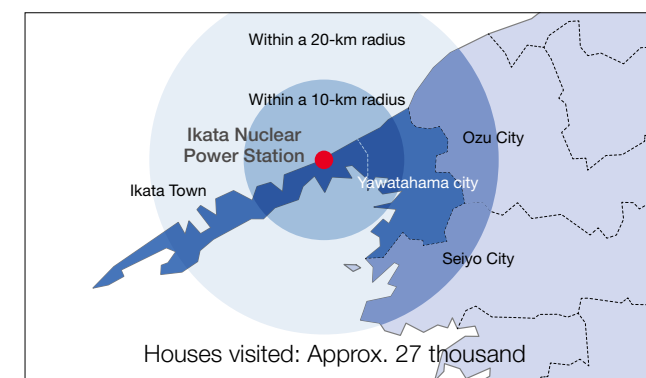 Within a 20-km radius
Within a 10-km radius
Ikata Nuclear
Power Station
Ozu City
Yawatahama city
Ikata Town
Seiyo City
Houses visited: Approx. 27 thousand